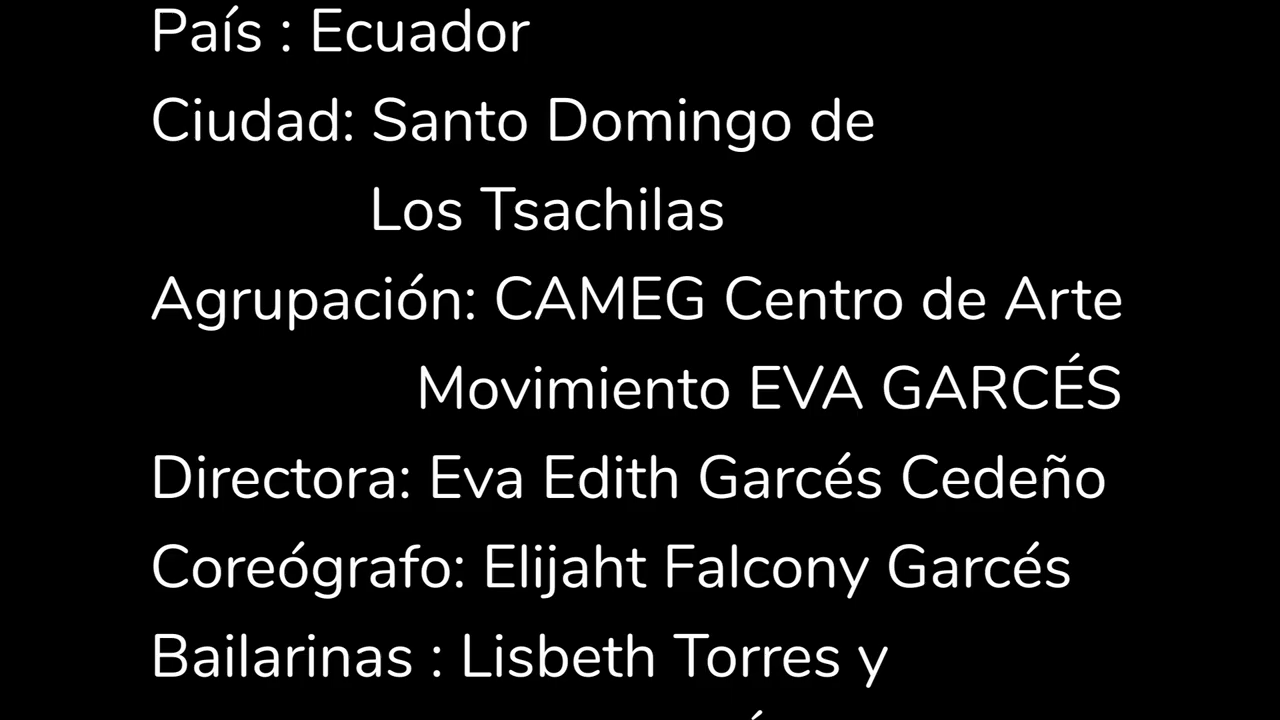 País : Ecuador
Ciudad: Santo Domingo de
Los Tsachilas
Agrupación: CAMEG Centro de Arte
Movimiento EVA GARCÉS
Directora: Eva Edith Garcés Cedeño
Coreógrafo: Elijaht Falcony Garcés
Bailarinas : Lisbeth Torres y